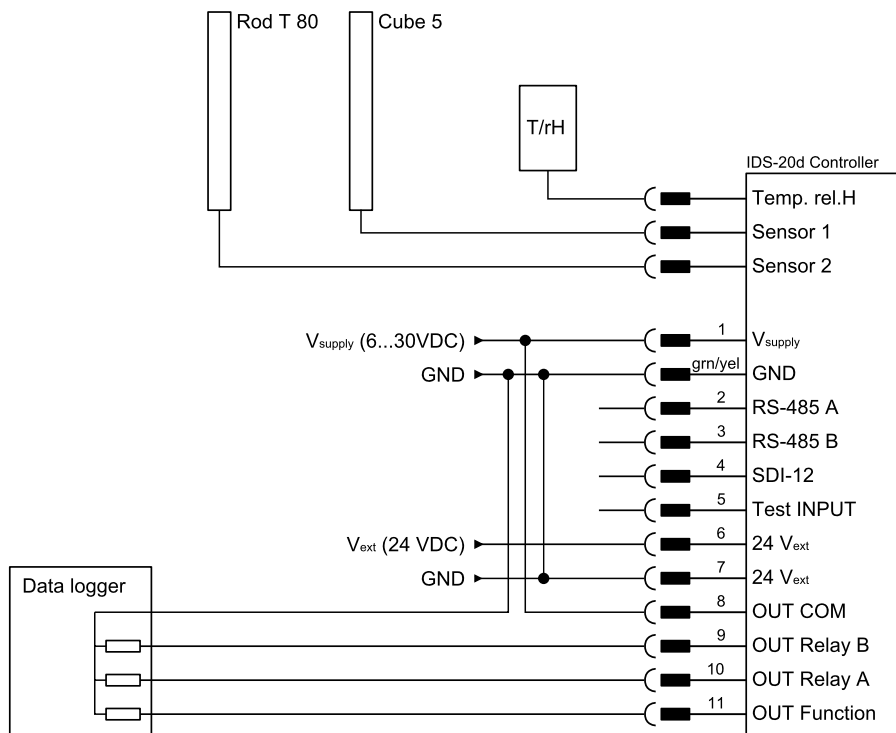 Rod T 80
Cube 5
T/rH
IDS-20d Controller
Temp. rel.H
Sensor 1
Sensor 2
Vsupply (6...30VDC)
1
Vsupply
GND
grn/yel
GND
2
RS-485 A
3
RS-485 B
4
SDI-12
5
Test INPUT
Vext (24 VDC)
6
24 Vext
GND
7
24 Vext
Data logger
8
OUT COM
9
OUT Relay B
10
OUT Relay A
11
OUT Function